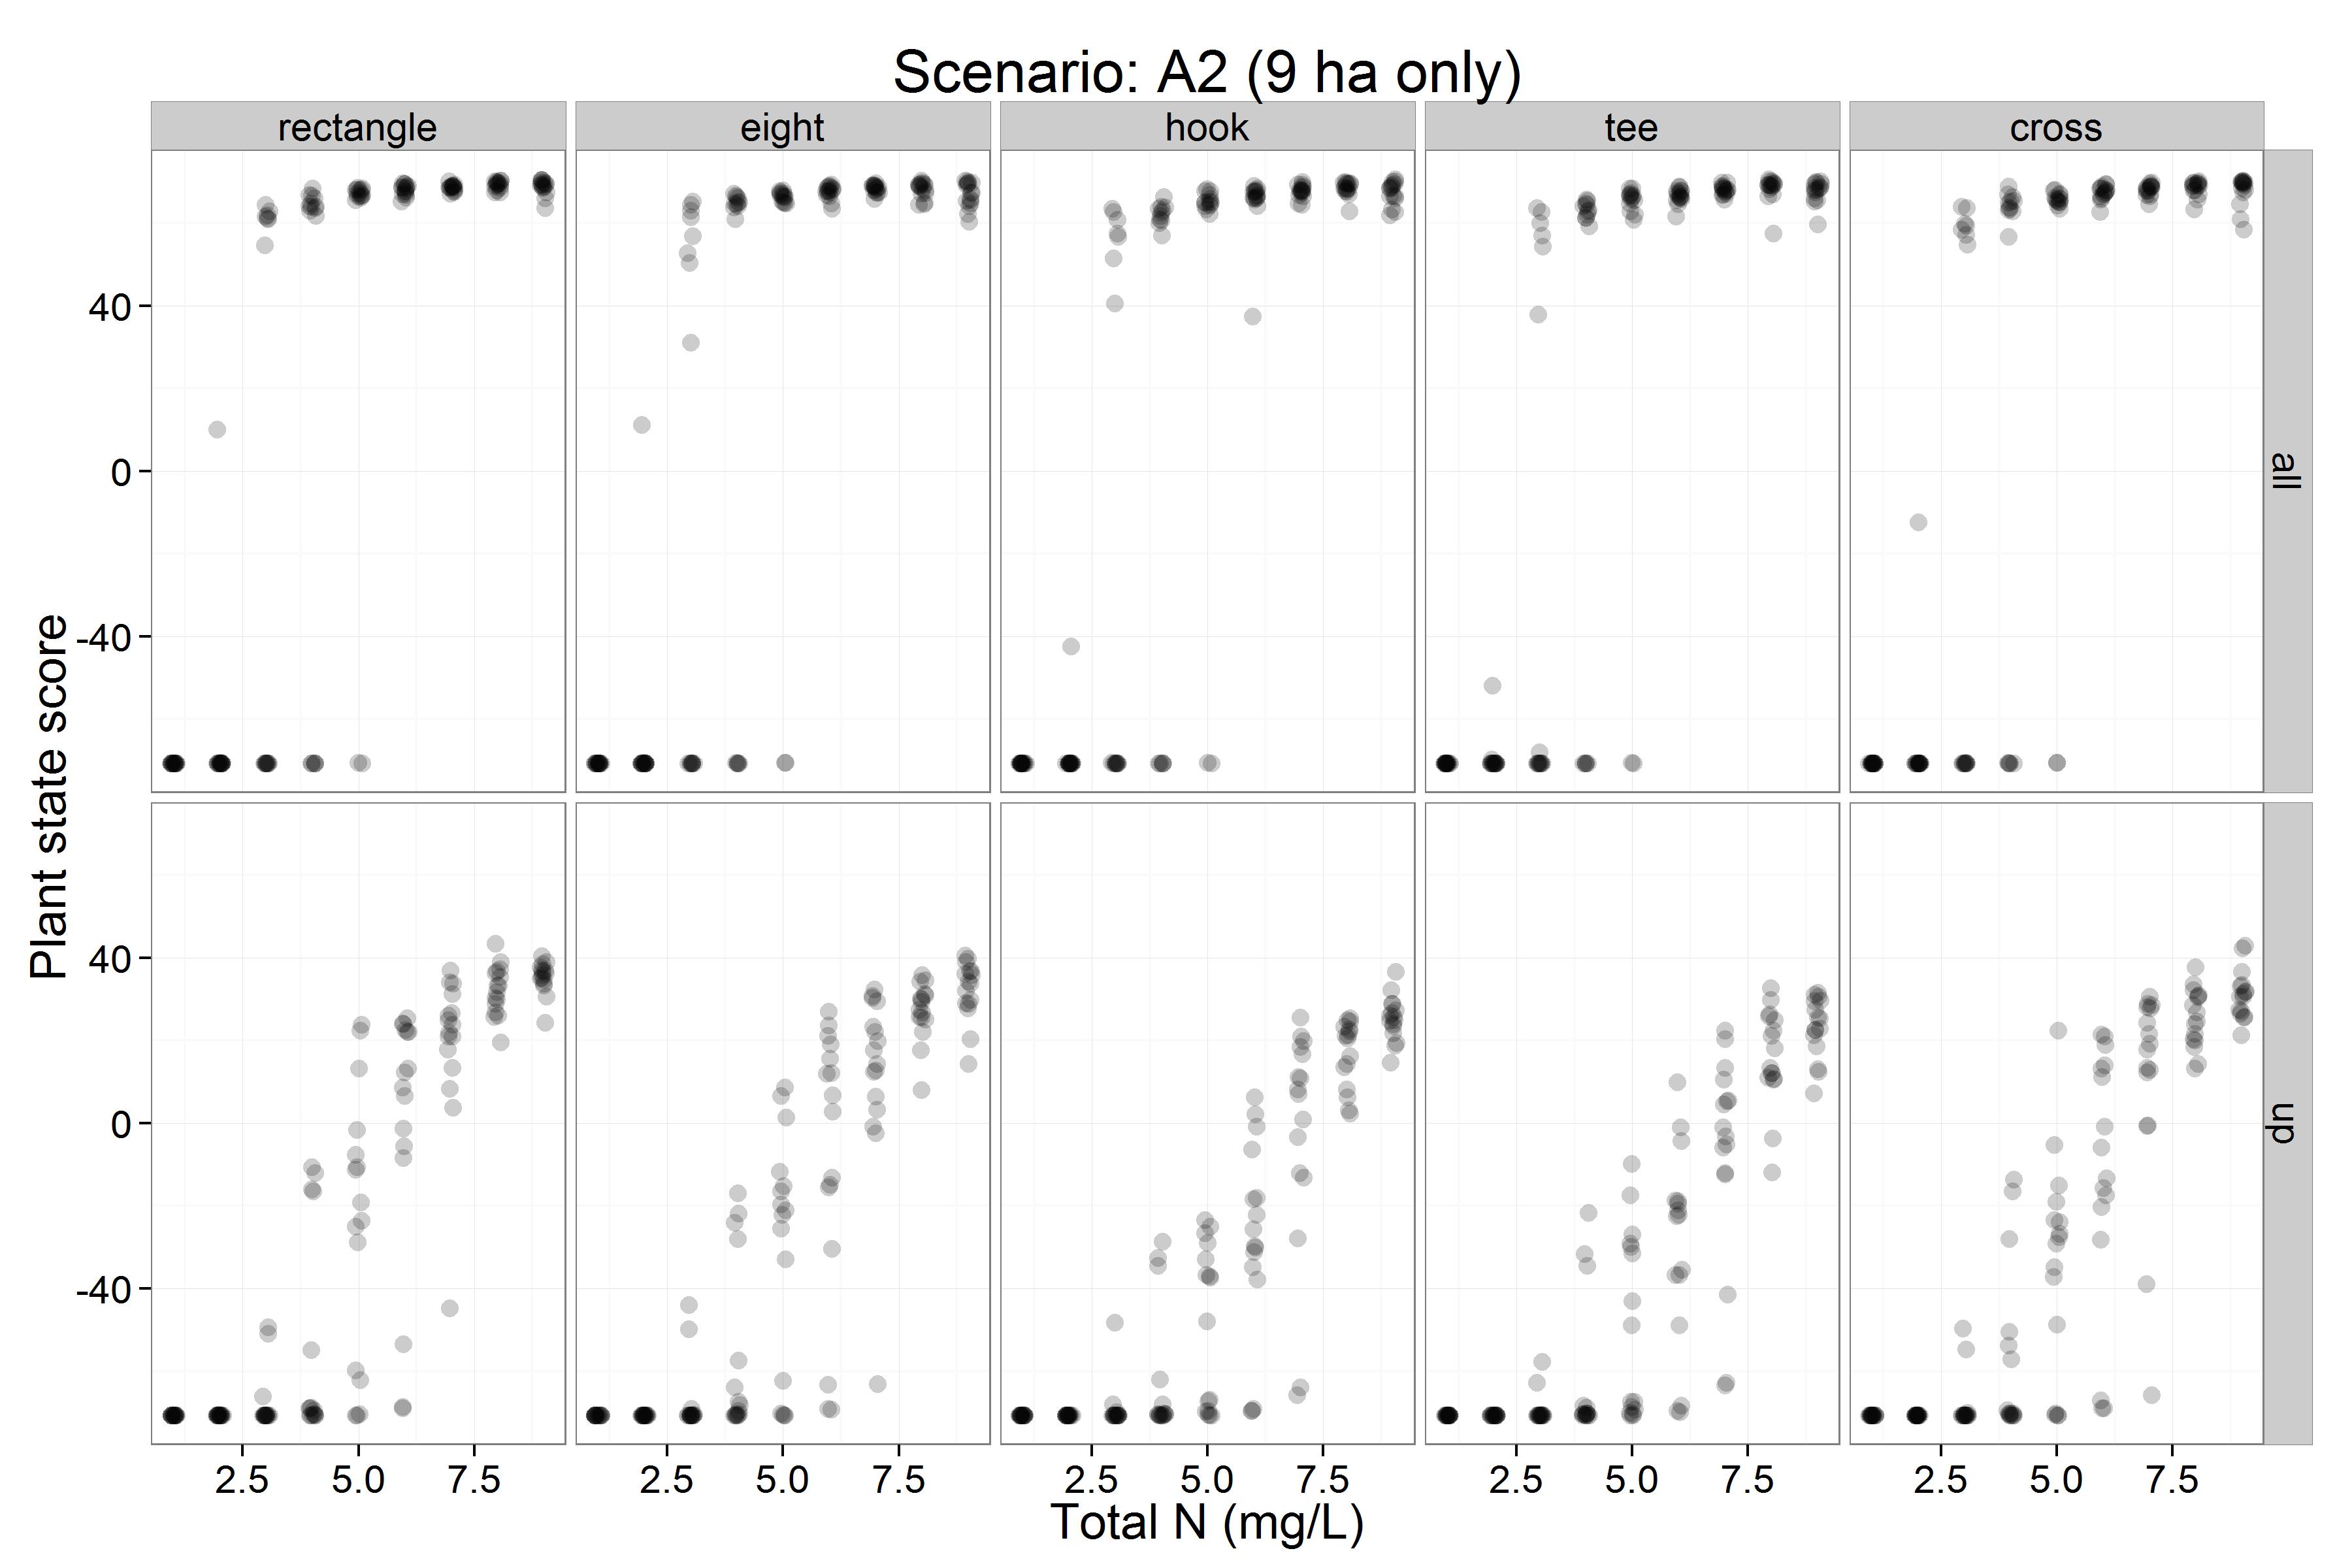 Scenario: A2 (9 ha only)
rectangle eight hook tee cross
40
0
-40
all
Plant state score
40
0
-40
up
2.5 5.0 7.5 2.5 5.0 7.5 2.5 5.0 7.5 2.5 5.0 7.5 2.5 5.0 7.5
Total N (mg/L)